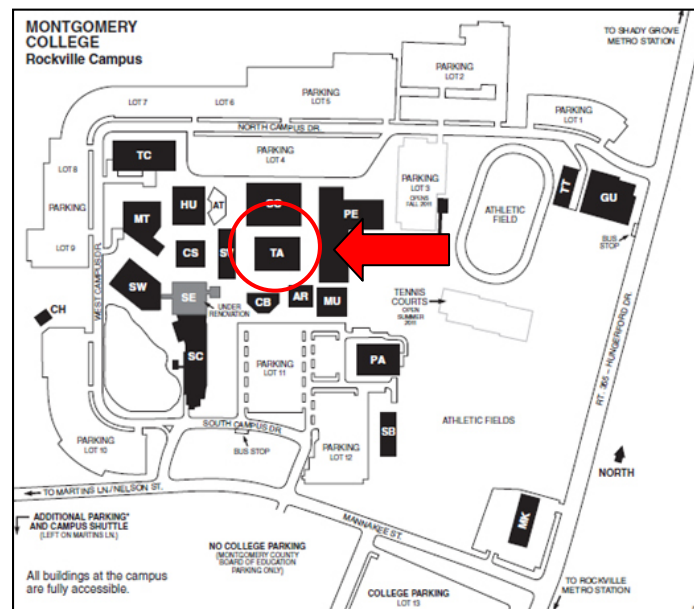 MONTGOMERY
COLLEGE
Rockville Campus
TO SHADY GROVE
METRO STATION
PARKING
LOT 2
LOT 7
LOT 6
PARKING
LOT 5
PARKING
LOT 1
NORTH CAMPUS DR.
PARKING
LOT 4
TC
LOT 8
PARKING
LOT 9
PARKING
LOT 3
OPENS
FALL 2011
TT
GU
HU
AT
PE
MT
ATHLETIC
FIELD
BUS
STOP
CS
TA
WEST CAMPUS DR.
SW
SE
UNDER
RENOVATION
CB
AR
MU
TENNIS
COURTS
OPEN
SUMMER
2011
CH
SC
PARKING
LOT 11
PA
RT. 355 – HUNGERFORD DR.
SOUTH CAMPUS DR.
BUS STOP
SB
ATHLETIC FIELDS
PARKING
LOT 10
PARKING
LOT 12
NORTH
TO MARTINS LN./NELSON ST.
MANNAKEE ST.
MK
ADDITIONAL PARKING*
AND CAMPUS SHUTTLE
(LEFT ON MARTINS LN.)
NO COLLEGE PARKING
(MONTGOMERY COUNTY
BOARD OF EDUCATION
PARKING ONLY)
All buildings at the campus
are fully accessible.
COLLEGE PARKING
LOT 13
TO ROCKVILLE
METRO STATION